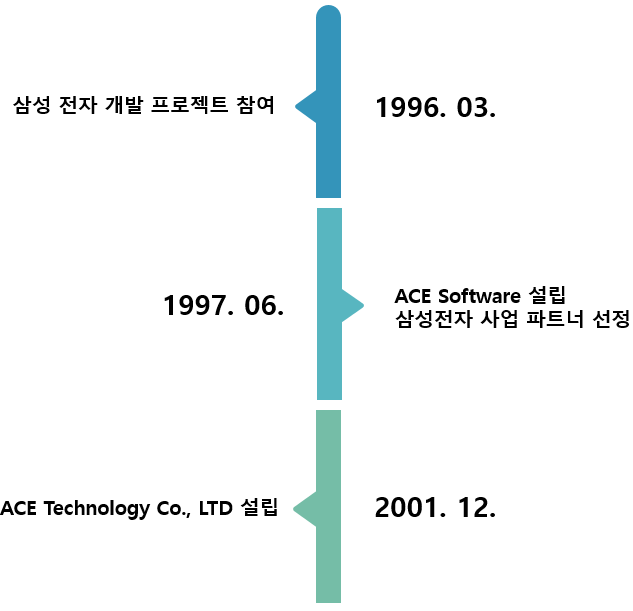 삼성 전자 개발 프로젝트 참여
1996. 03.
1997. 06.
ACE Software 설립
삼성전자 사업 파트너 선정
ACE Technology Co., LTD 설립
2001. 12.